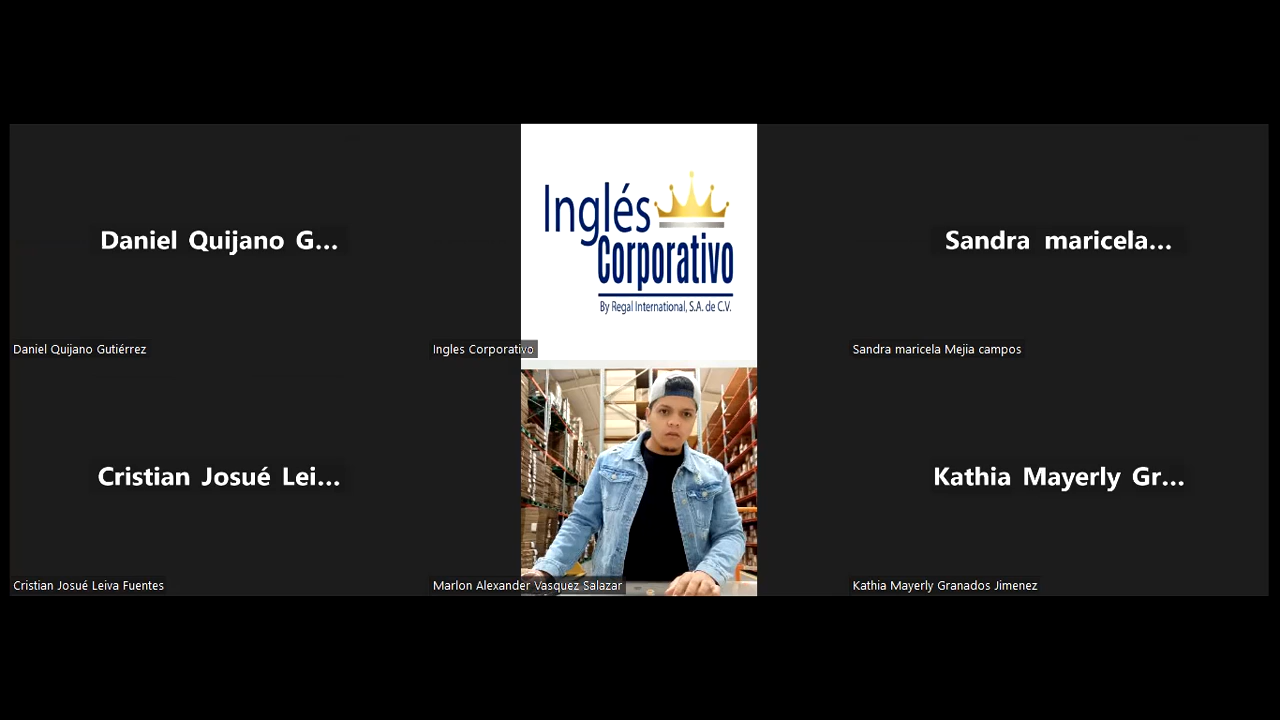 Daniel Quijano G...
Daniel Quijano Gutiérrez
Inglés
Corporativo
By Regal International, S.A. de C.V.
Ingles Corporativo
Sandra maricela...
Sandra maricela Mejia campos
Cristian Josué Lei...
Cristian Josué Leiva Fuentes
Marlon Alexander Vasquez Salazar
Kathia Mayerly Gr...
Kathia Mayerly Granados Jimenez